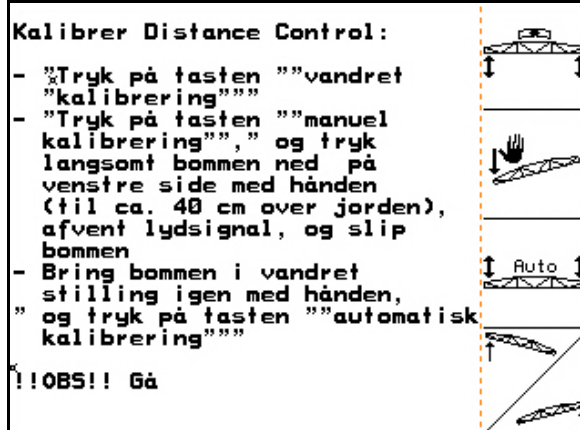 Kalibrer Distance Control:
- "Tryk på tasten ""vandret
"kalibrering"""
- "Tryk på tasten ""manuel
kalibrering""," og tryk
langsomt bommen ned på
venstre side med hånden
(til ca. 40 cm over jorden),
afvent lydsignal, og slip
bommen
- Bring bommen i vandret
stilling igen med hånden,
" og tryk på tasten ""automatisk
kalibrering"""
!!OBS!! Gå
Auto